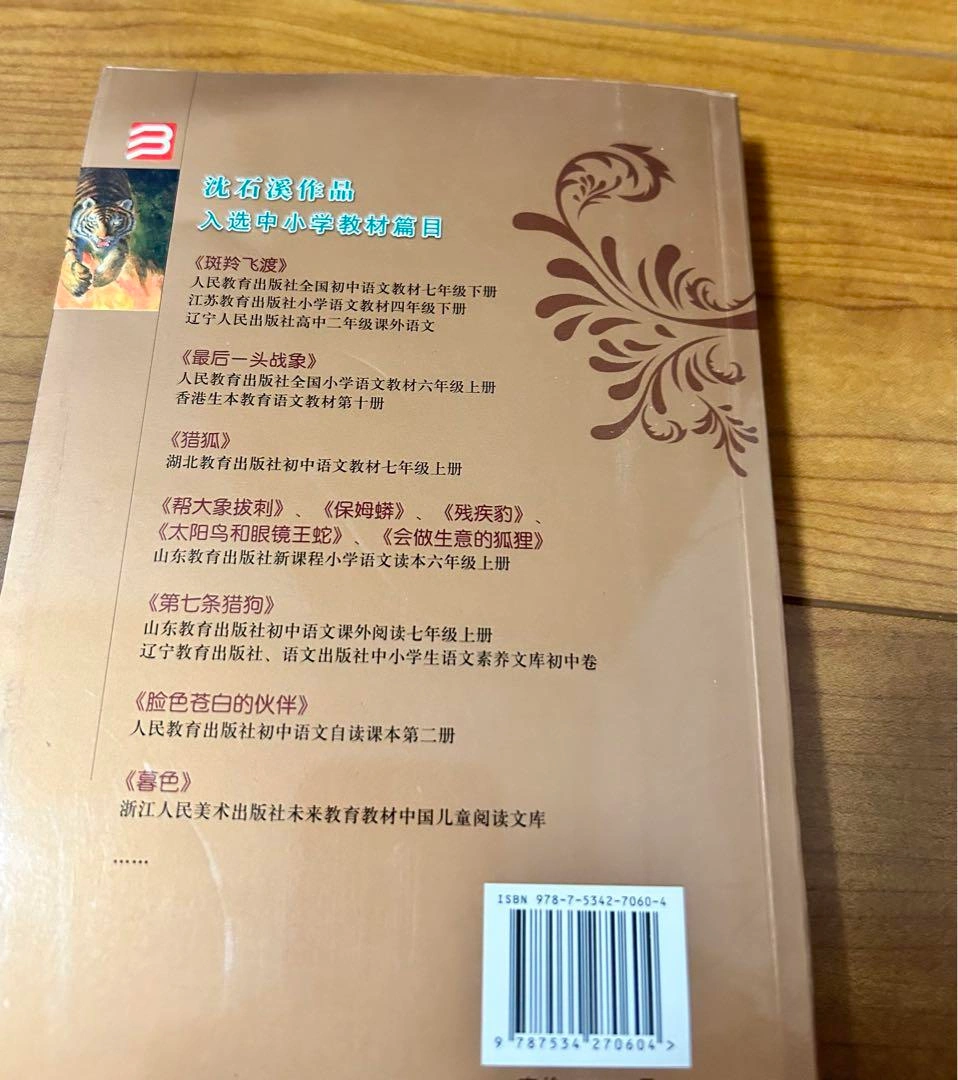 沈石溪作品
入选中小学教材篇目
《斑羚飞渡》
人民教育出版社全国初中语文教材七年级下册
江苏教育出版社小学语文教材四年级下册
辽宁人民出版社高中二年级课外语文
《最后一头战象》
人民教育出版社全国小学语文教材六年级上册
香港生本教育语文教材第十册
《猎狐》
湖北教育出版社初中语文教材七年级上册
《帮大象拔刺》、《保姆蟒》、《残疾豹》、
《太阳鸟和眼镜王蛇》、《会做生意的狐狸》
山东教育出版社新课程小学语文读本六年级上册
《第七条猎狗》
山东教育出版社初中语文课外阅读七年级上册
辽宁教育出版社、语文出版社中小学生语文素养文库初中卷
《脸色苍白的伙伴》
人民教育出版社初中语文自读课本第二册
《暮色》
浙江人民美术出版社未来教育教材中国儿童阅读文库
……
ISBN 978-7-5342-7060-4
9 787534 270604 >